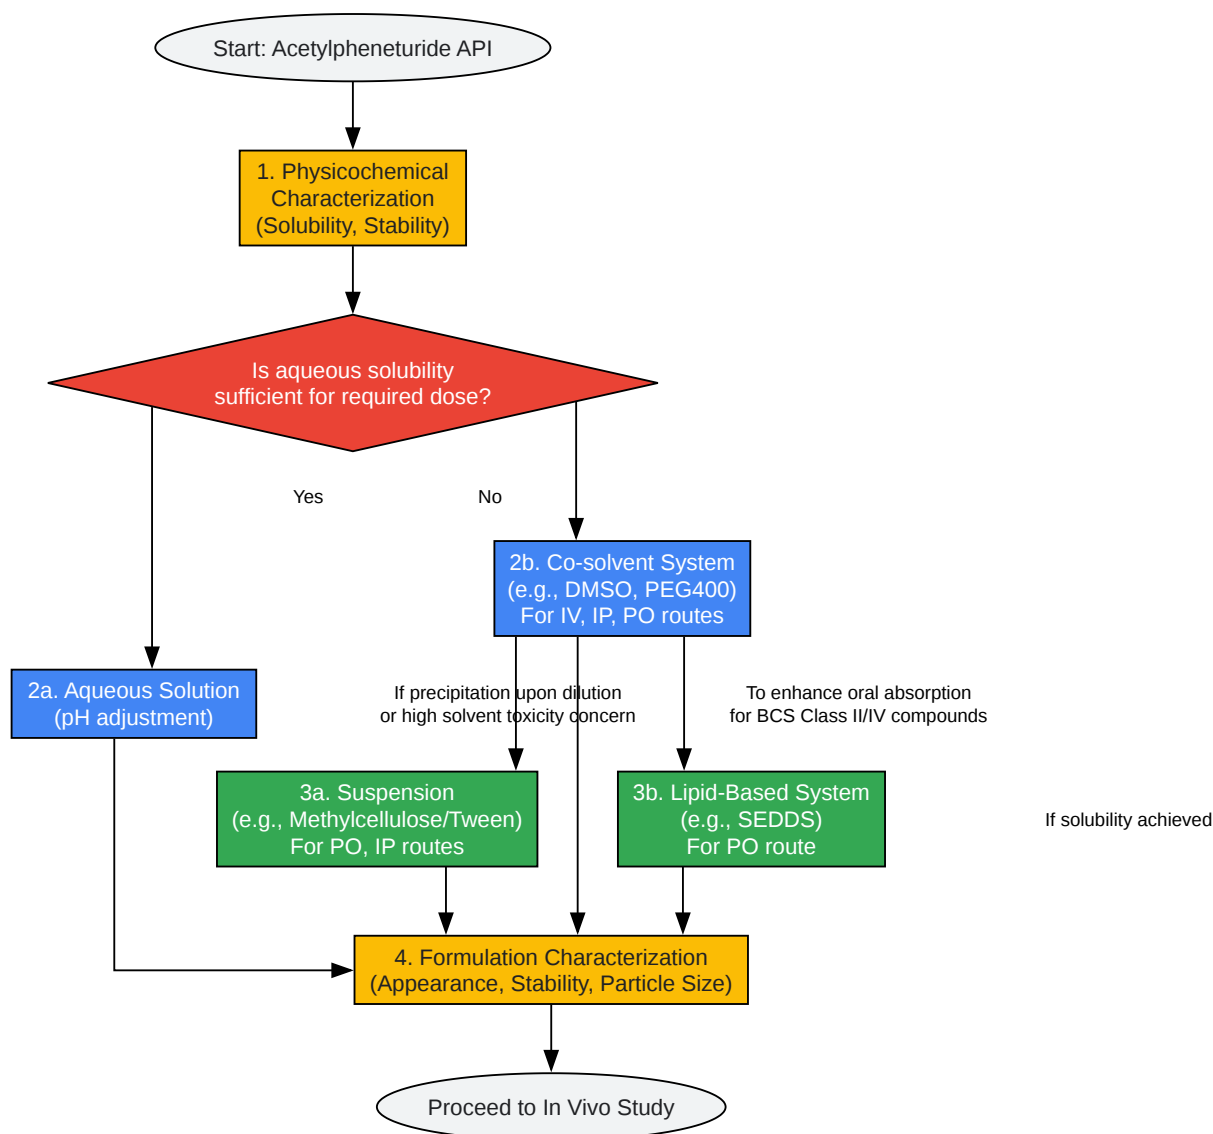 Start: Acetylpheneturide API
1. Physicochemical
Characterization
(Solubility, Stability)
Is aqueous solubility
sufficient for required dose?
Yes
No
2b. Co-solvent System
(e.g., DMSO, PEG400)
For IV, IP, PO routes
2a. Aqueous Solution
(pH adjustment)
If precipitation upon dilution
or high solvent toxicity concern
To enhance oral absorption
for BCS Class II/IV compounds
3a. Suspension
(e.g., Methylcellulose/Tween)
For PO, IP routes
3b. Lipid-Based System
(e.g., SEDDS)
For PO route
If solubility achieved
4. Formulation Characterization
(Appearance, Stability, Particle Size)
Proceed to In Vivo Study